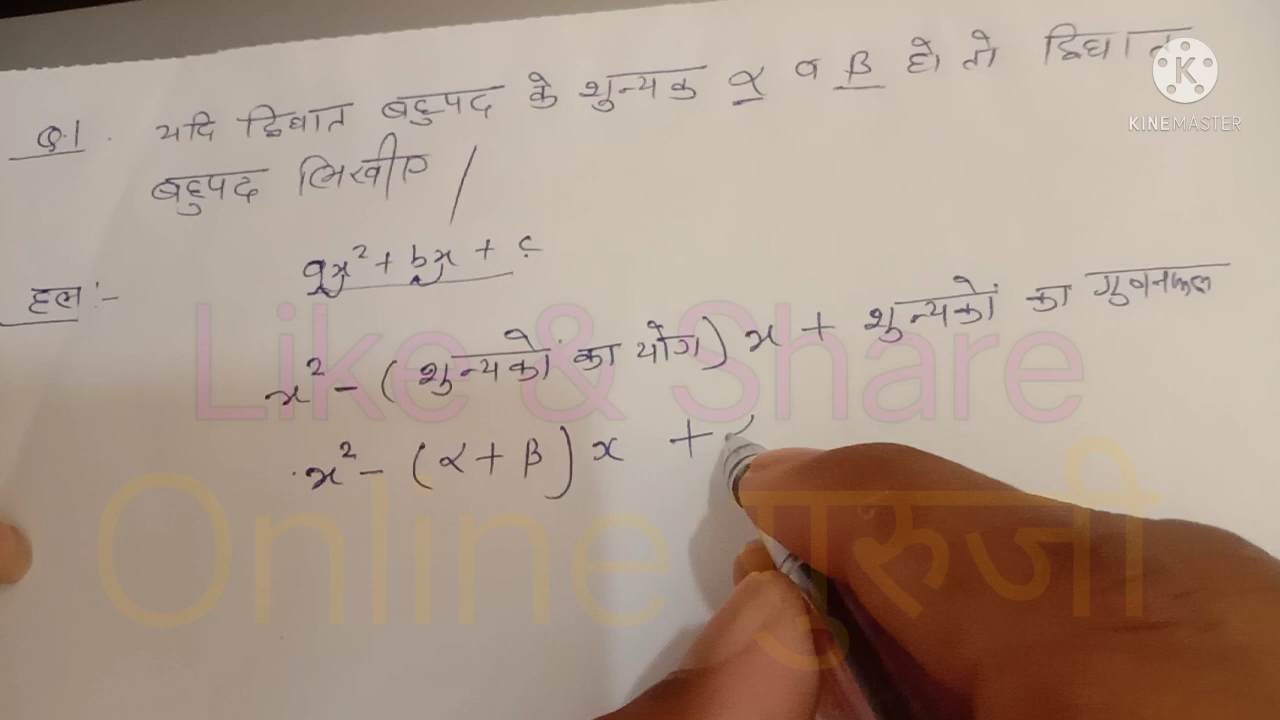 Q.1. यदि द्विघात बहुपद के शुन्यक α व β हो तो द्विघात
बहुपद लिखीए /
हल :-
ax² + bx + c
x² - (शुन्यको का योग) x + शुन्यकों का गुणनफल
x² - (α + β) x + α
K
KINEMASTER
Like & Share
Online गुरुजी